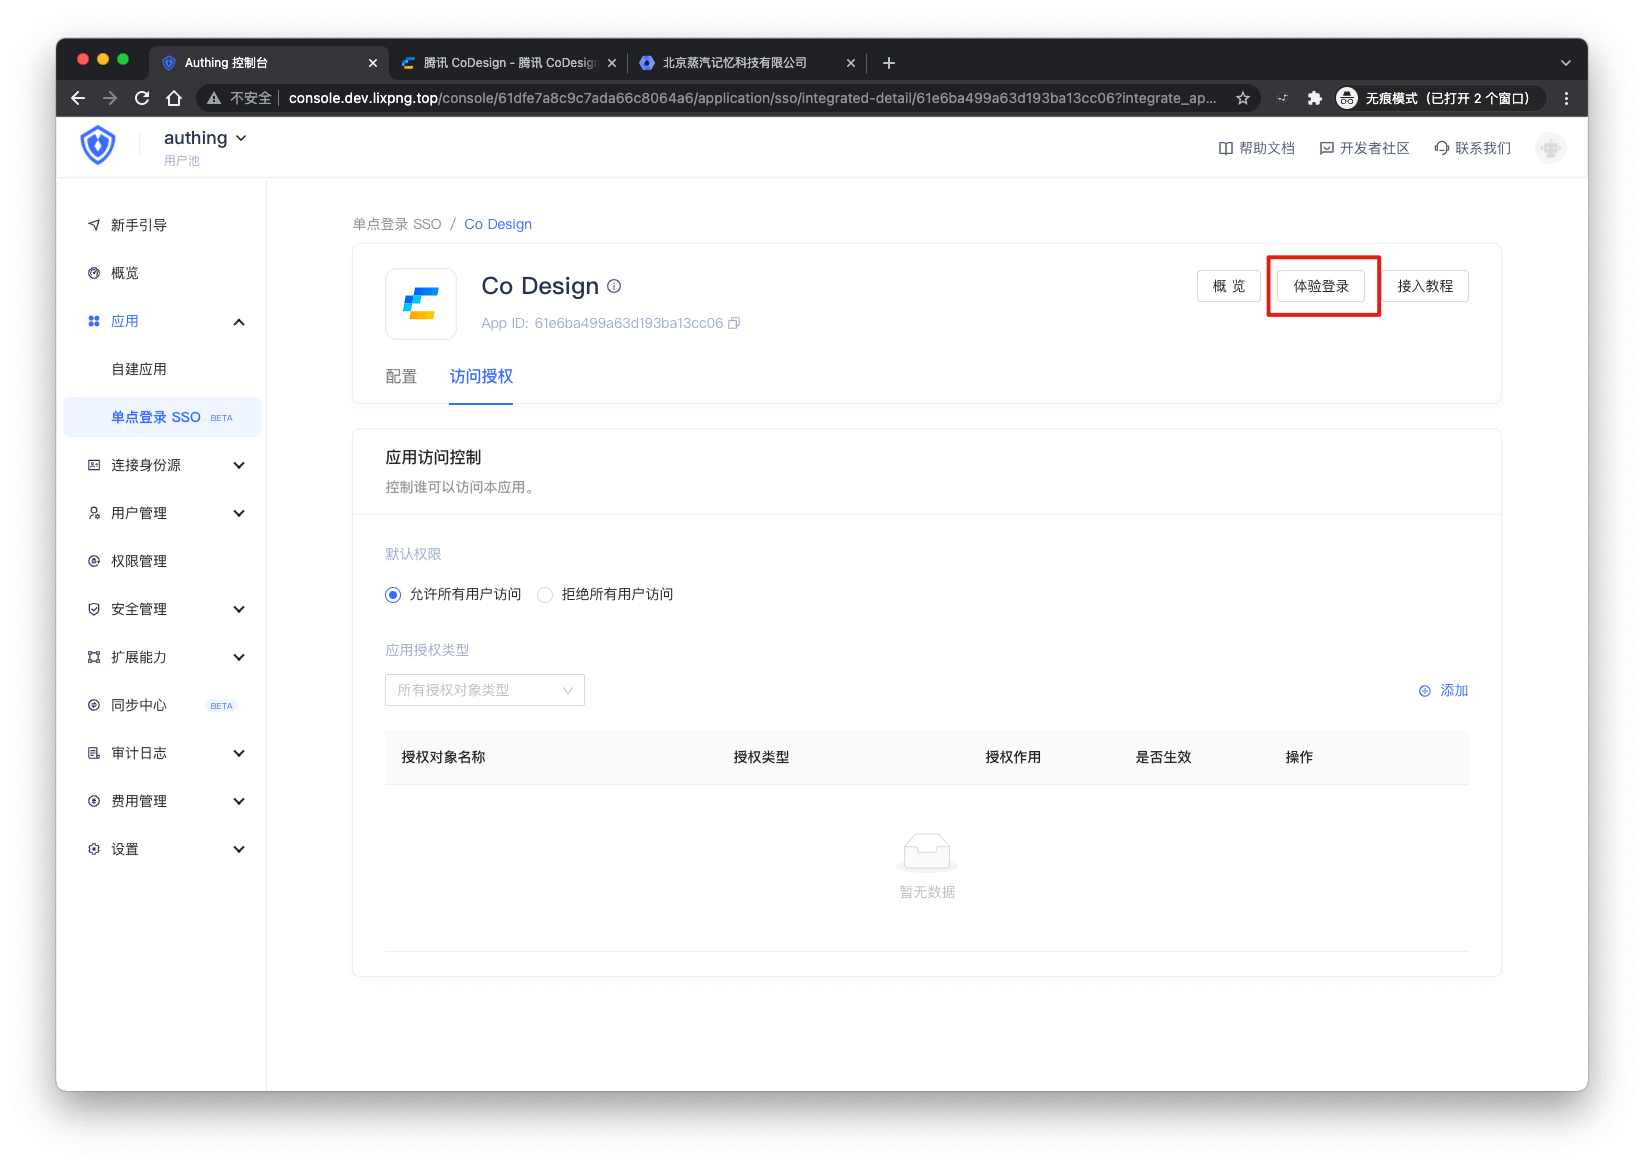 Authing 控制台
腾讯 CoDesign - 腾讯 CoDesign
北京蒸汽记忆科技有限公司
不安全
console.dev.lixpng.top/console/61dfe7a8c9c7ada66c8064a6/application/sso/integrated-detail/61e6ba499a63d193ba13cc06?integrate_ap...
无痕模式（已打开 2 个窗口）
authing
用户池
帮助文档
开发者社区
联系我们
新手引导
概览
应用
自建应用
单点登录 SSO BETA
连接身份源
用户管理
权限管理
安全管理
扩展能力
同步中心 BETA
审计日志
费用管理
设置
单点登录 SSO / Co Design
Co Design
App ID: 61e6ba499a63d193ba13cc06
概 览
体验登录
接入教程
配置
访问授权
应用访问控制
控制谁可以访问本应用。
默认权限
允许所有用户访问
拒绝所有用户访问
应用授权类型
所有授权对象类型
添加
授权对象名称 授权类型 授权作用 是否生效 操作
暂无数据